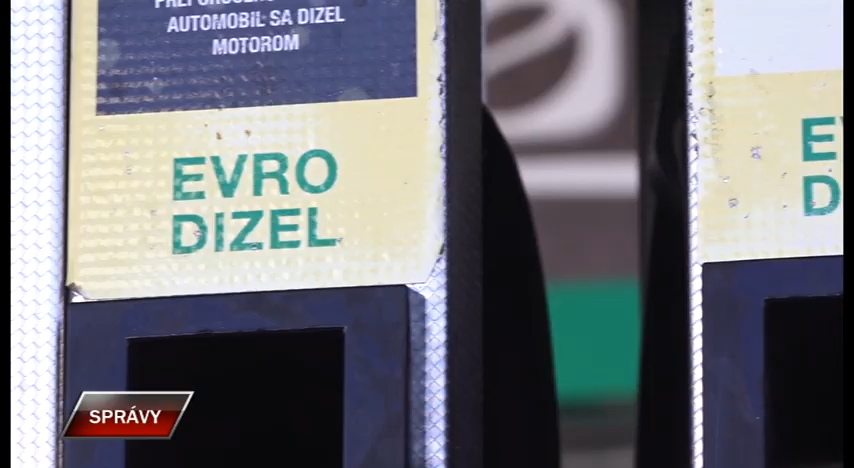 AUTOMOBIL SA DIZEL
MOTOROM
EVRO
DIZEL
SPRÁVY